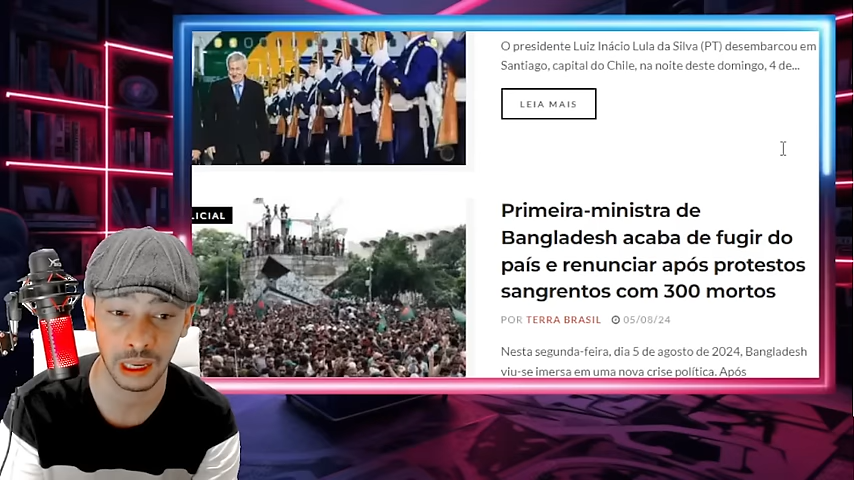 O presidente Luiz Inácio Lula da Silva (PT) desembarcou em
Santiago, capital do Chile, na noite deste domingo, 4 de...
LEIA MAIS
LICIAL
Primeira-ministra de
Bangladesh acaba de fugir do
país e renunciar após protestos
sangrentos com 300 mortos
POR TERRA BRASIL 05/08/24
Nesta segunda-feira, dia 5 de agosto de 2024, Bangladesh
viu-se imersa em uma nova crise política. Após